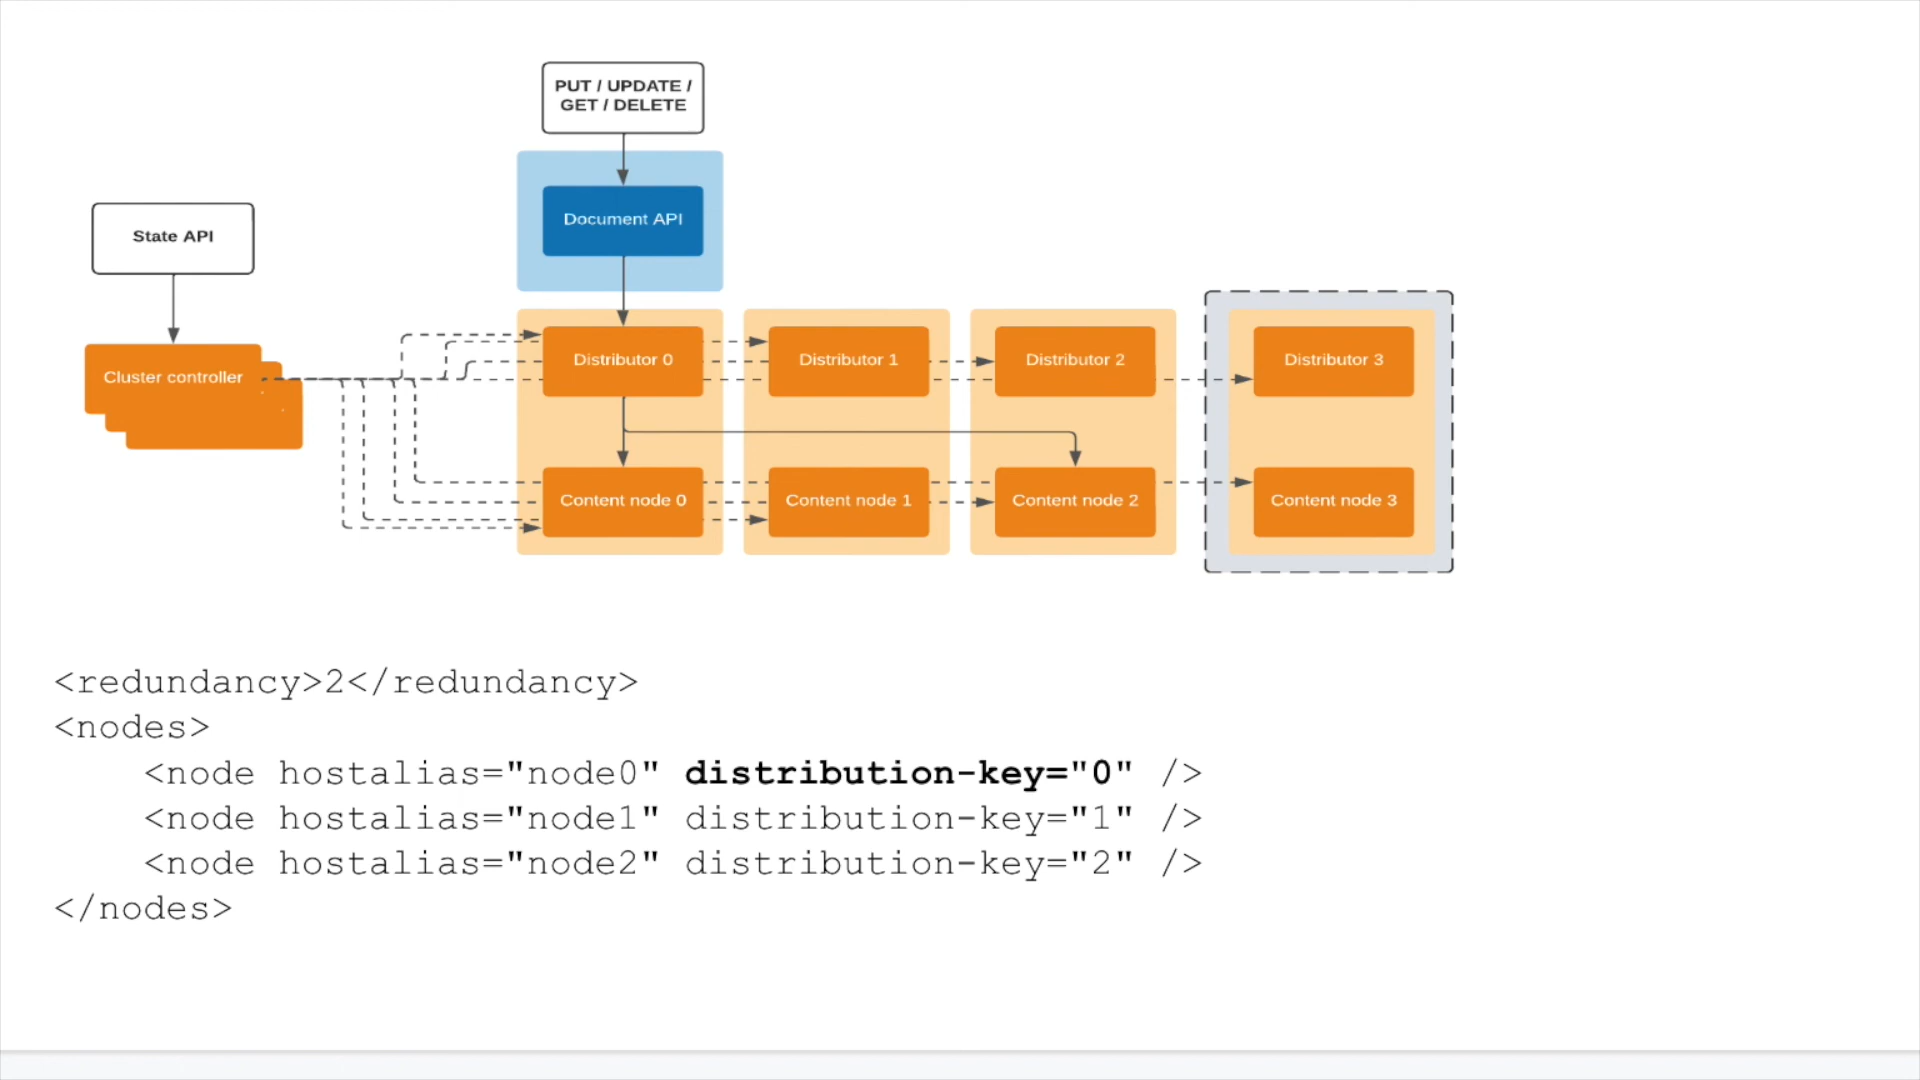 PUT / UPDATE /
GET / DELETE
Document API
State API
Cluster controller
Distributor 0
Distributor 1
Distributor 2
Distributor 3
Content node 0
Content node 1
Content node 2
Content node 3
<redundancy>2</redundancy>
<nodes>
    <node hostalias="node0" distribution-key="0" />
    <node hostalias="node1" distribution-key="1" />
    <node hostalias="node2" distribution-key="2" />
</nodes>